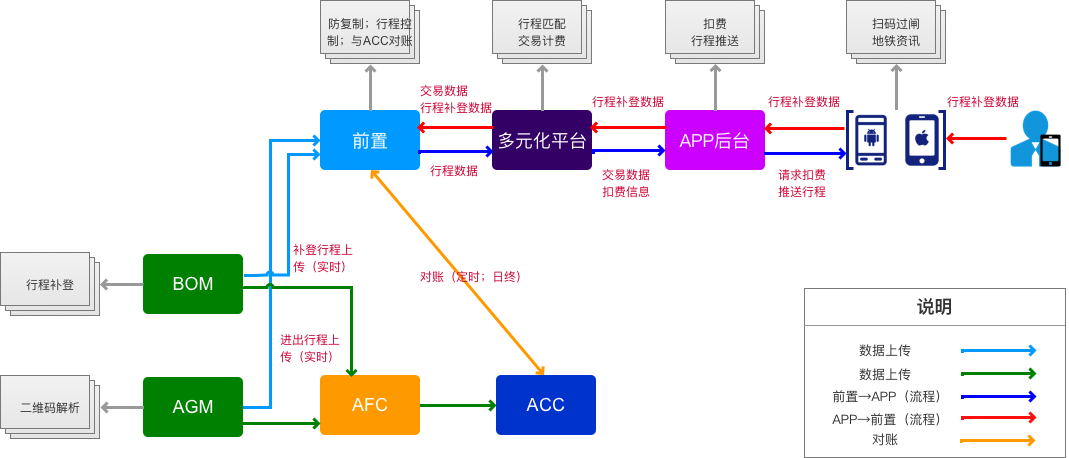 防复制；行程控
制；与ACC对账
行程匹配
交易计费
扣费
行程推送
扫码过闸
地铁资讯
交易数据
行程补登数据
行程补登数据
行程补登数据
行程补登数据
前置
多元化平台
APP后台
行程数据
交易数据
扣费信息
请求扣费
推送行程
补登行程上
传（实时）
对账（定时；日终）
行程补登
BOM
进出行程上
传（实时）
二维码解析
AGM
AFC
ACC
说明
数据上传
数据上传
前置→APP（流程）
APP→前置（流程）
对账